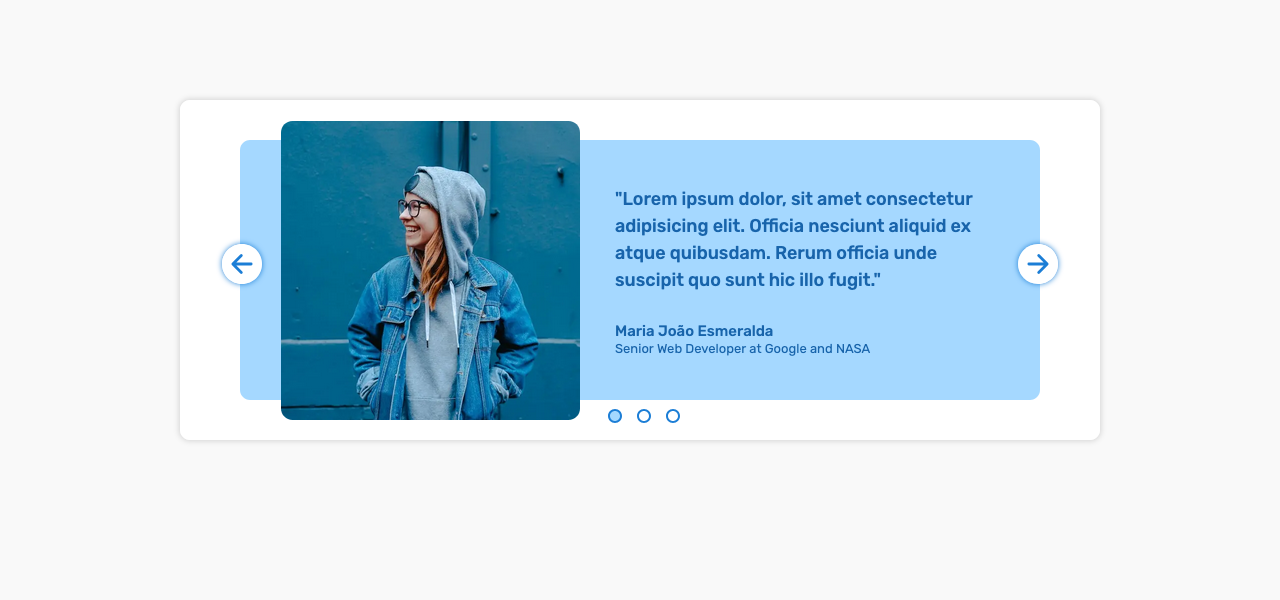 "Lorem ipsum dolor, sit amet consectetur
adipisicing elit. Officia nesciunt aliquid ex
atque quibusdam. Rerum officia unde
suscipit quo sunt hic illo fugit."
Maria João Esmeralda
Senior Web Developer at Google and NASA